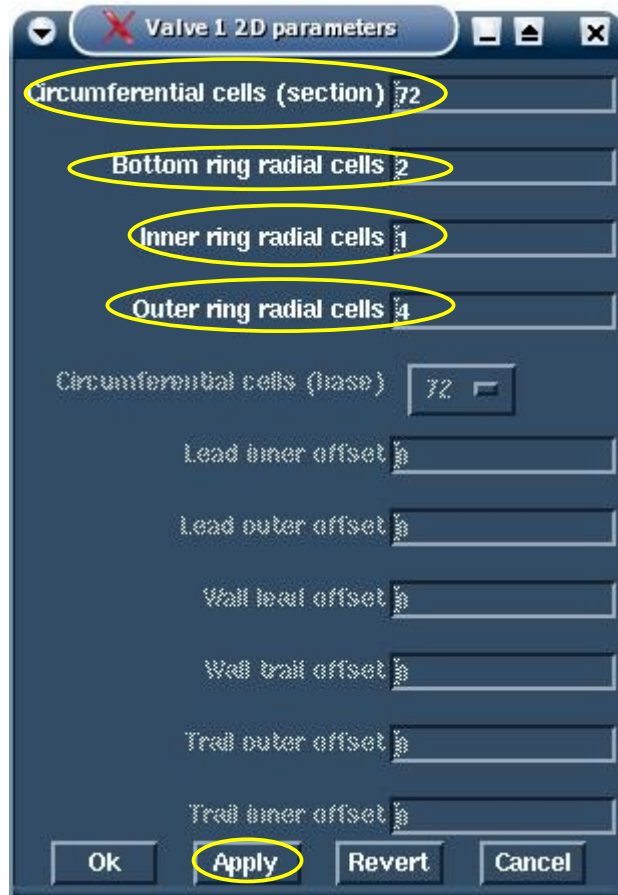 Valve 1 2D parameters
Circumferential cells (section) 72
Bottom ring radial cells 2
Inner ring radial cells 1
Outer ring radial cells 4
Circumferential cells (base) 72
Lead inner offset 0
Lead outer offset 0
Wall lead offset 0
Wall trail offset 0
Trail outer offset 0
Trail inner offset 0
Ok Apply Revert Cancel